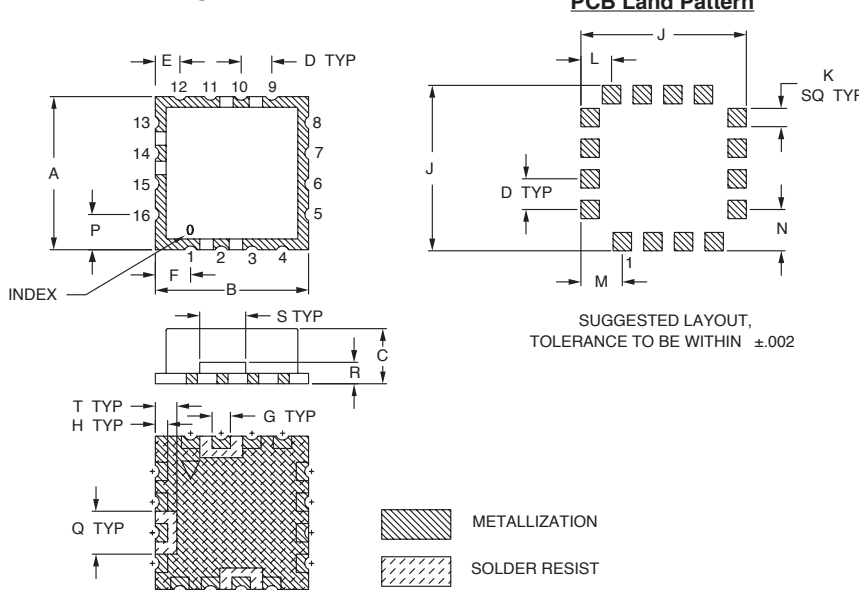 PCB Land Pattern
E
D TYP
12 11 10 9
13
14
15
16
8
7
6
5
A
P
0
1 2 3 4
F
B
INDEX
J
L
K
SQ TYP
J
D TYP
N
1
M
SUGGESTED LAYOUT,
TOLERANCE TO BE WITHIN ±.002
S TYP
C
R
T TYP
H TYP
G TYP
Q TYP
METALLIZATION
SOLDER RESIST